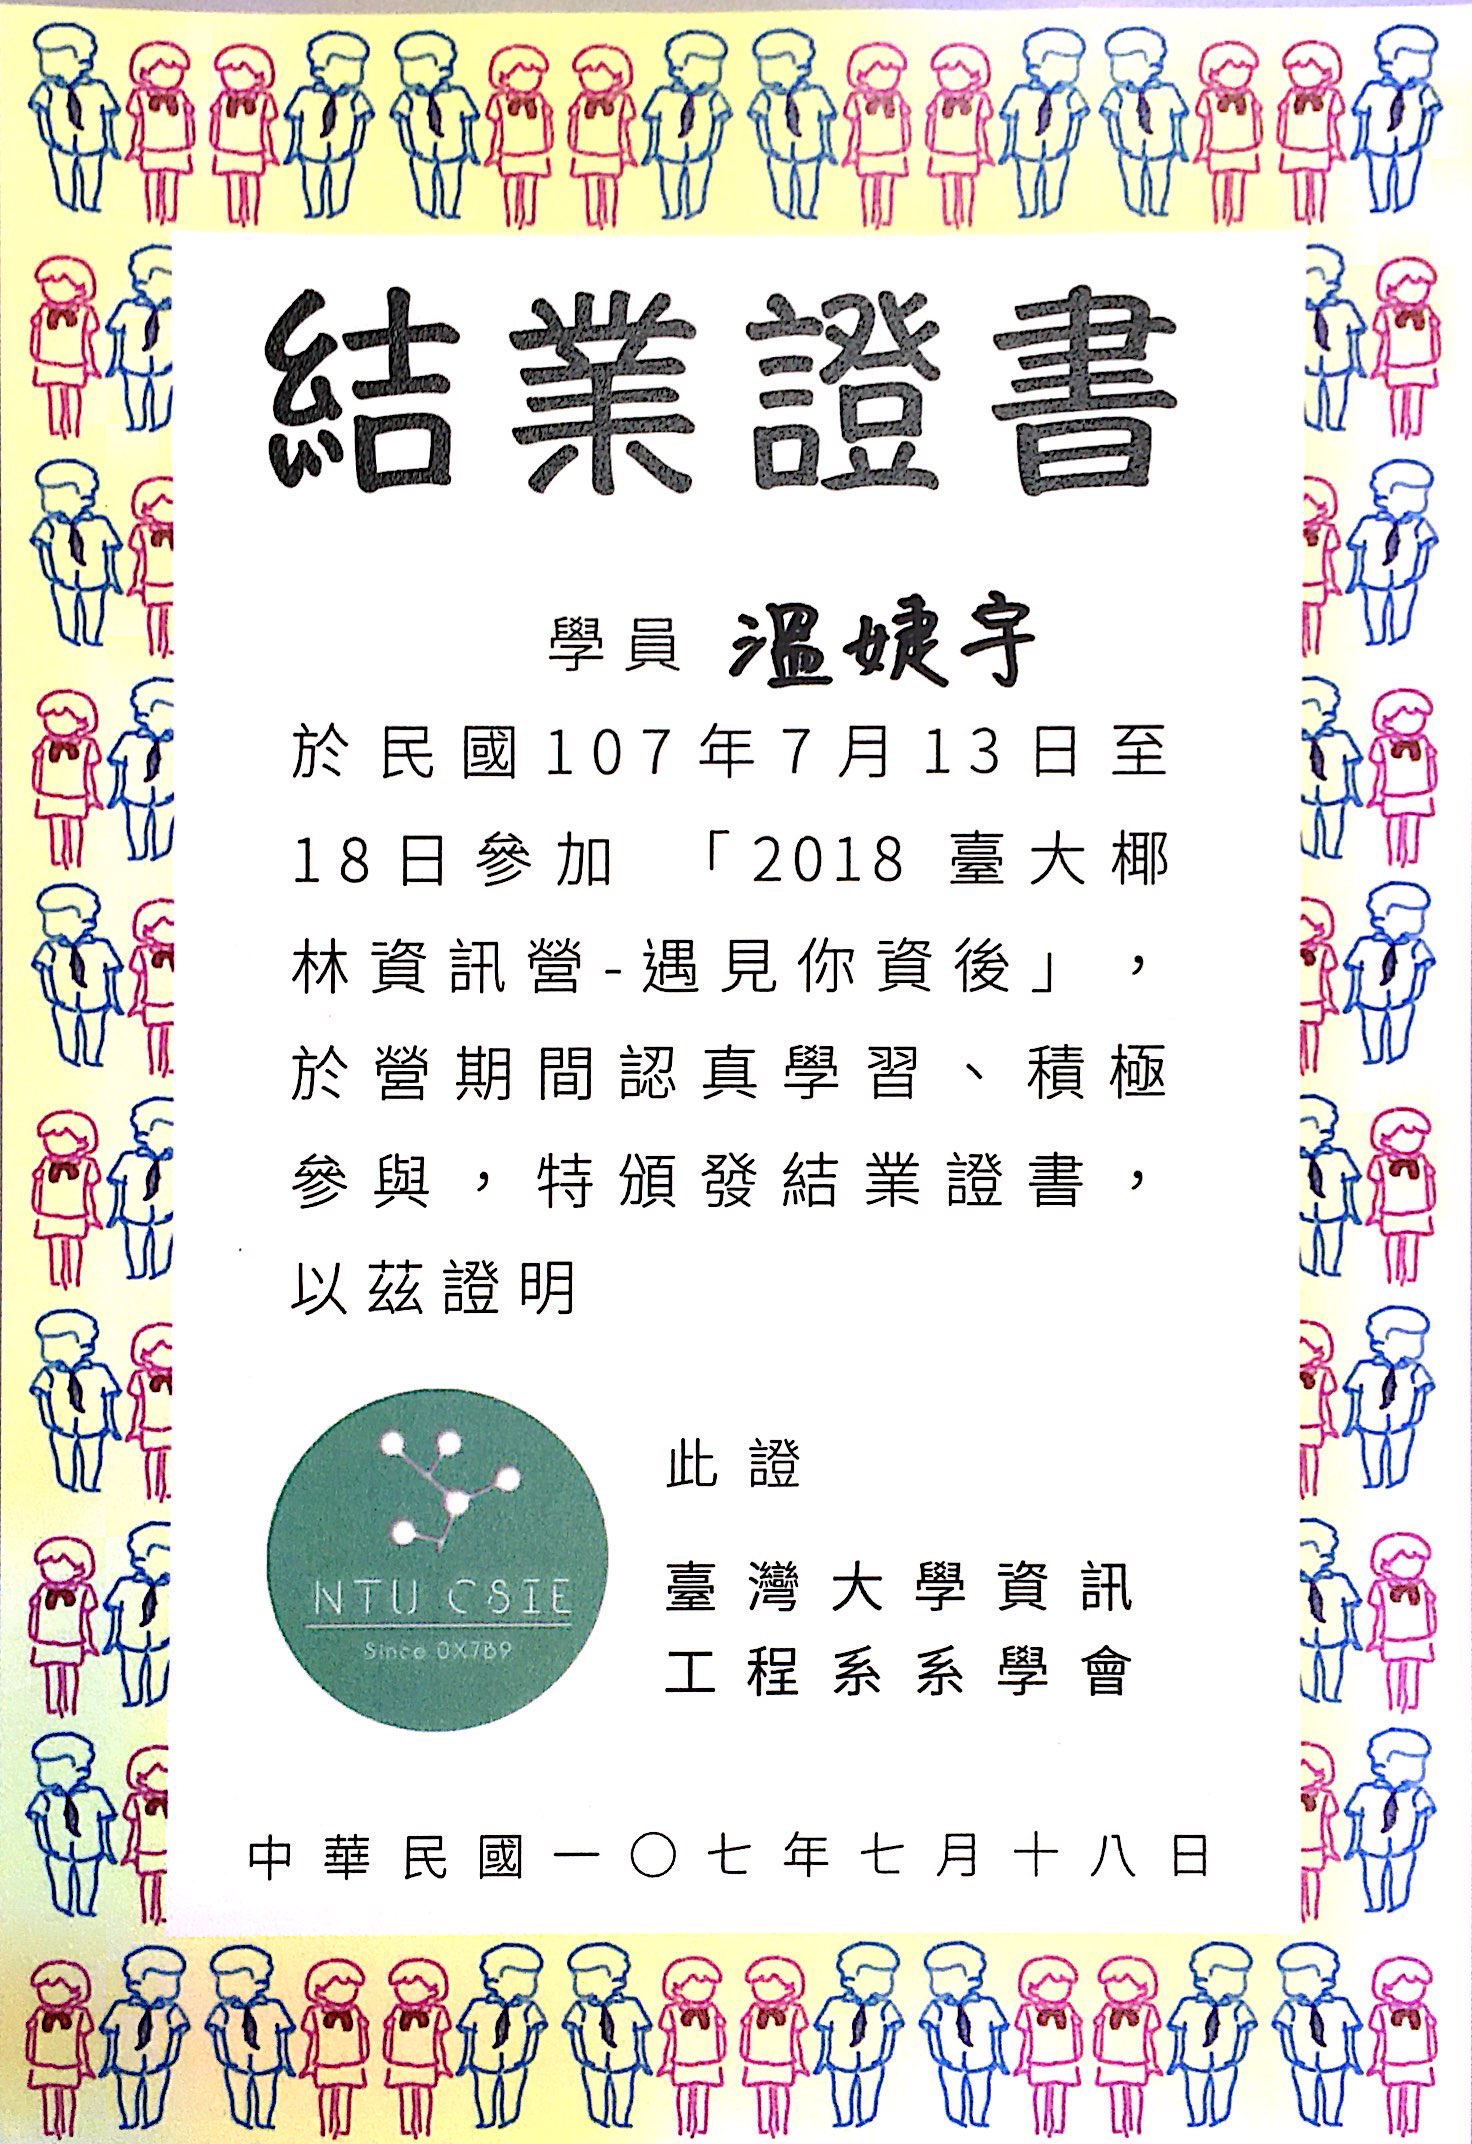 結業證書
學員 溫婕宇
於民國107年7月13日至
18日參加 「2018 臺大椰
林資訊營-遇見你資後」，
於營期間認真學習、積極
參與，特頒發結業證書，
以茲證明
NTU CSIE
Since 0X7B9
此證
臺灣大學資訊
工程系系學會
中華民國一〇七年七月十八日